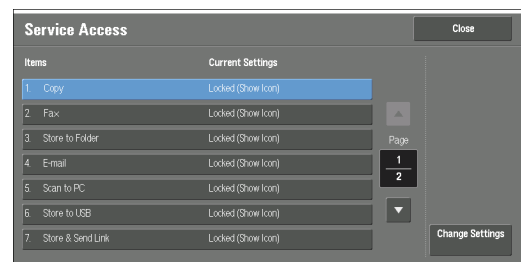 Service Access
Close
Items Current Settings
1. Copy Locked (Show Icon)
2. Fax Locked (Show Icon)
3. Store to Folder Locked (Show Icon)
Page
4. E-mail Locked (Show Icon)
1
2
5. Scan to PC Locked (Show Icon)
6. Store to USB Locked (Show Icon)
7. Store & Send Link Locked (Show Icon)
Change Settings